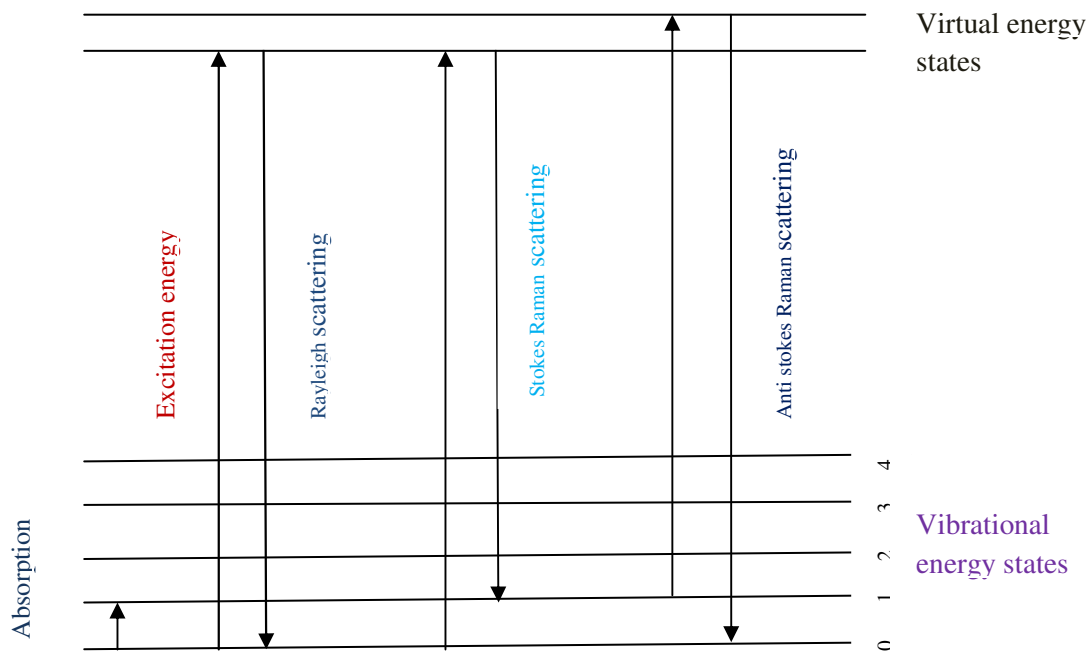 Virtual energy
states
Excitation energy
Rayleigh scattering
Stokes Raman scattering
Anti stokes Raman scattering
4
3
2
1
0
Vibrational
energy states
Absorption